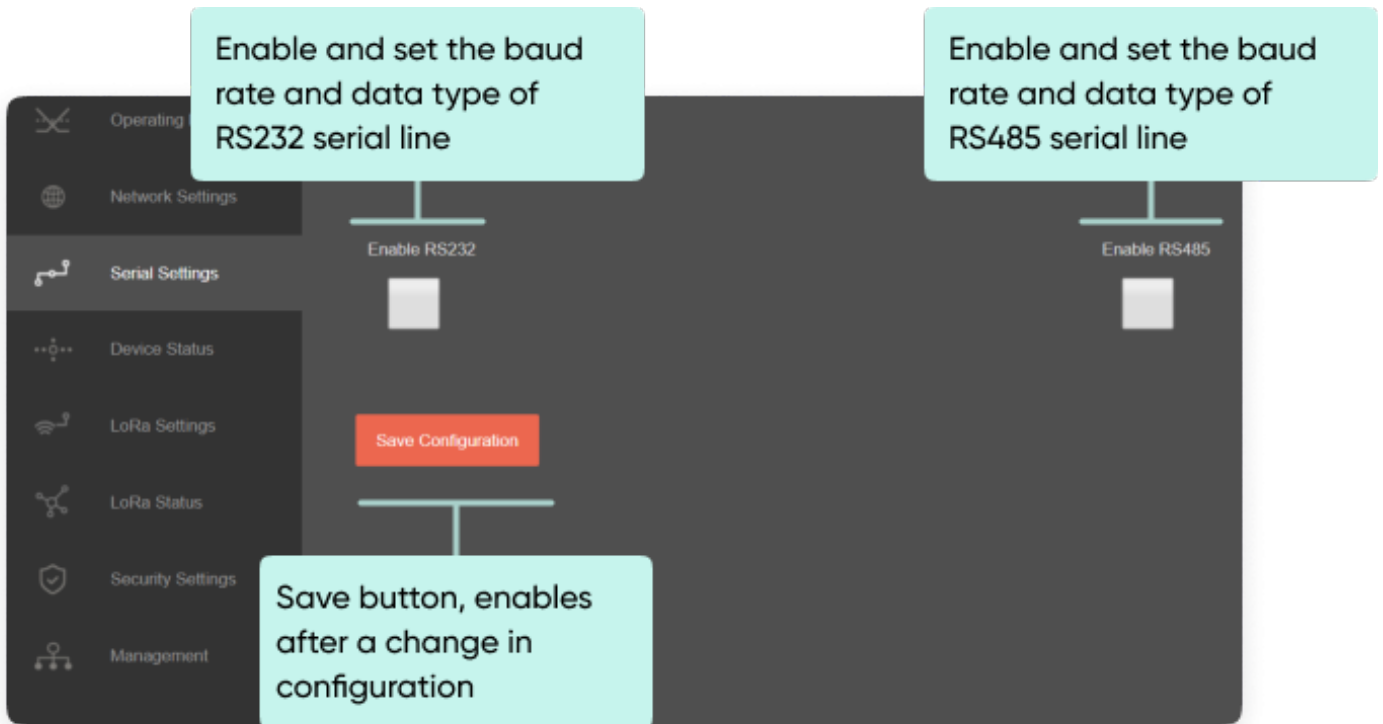 Enable and set the baud
rate and data type of
RS232 serial line
Enable and set the baud
rate and data type of
RS485 serial line
Operating
Network Settings
Serial Settings
Device Status
LoRa Settings
LoRa Status
Security Settings
Management
Enable RS232
Enable RS485
Save Configuration
Save button, enables
after a change in
configuration